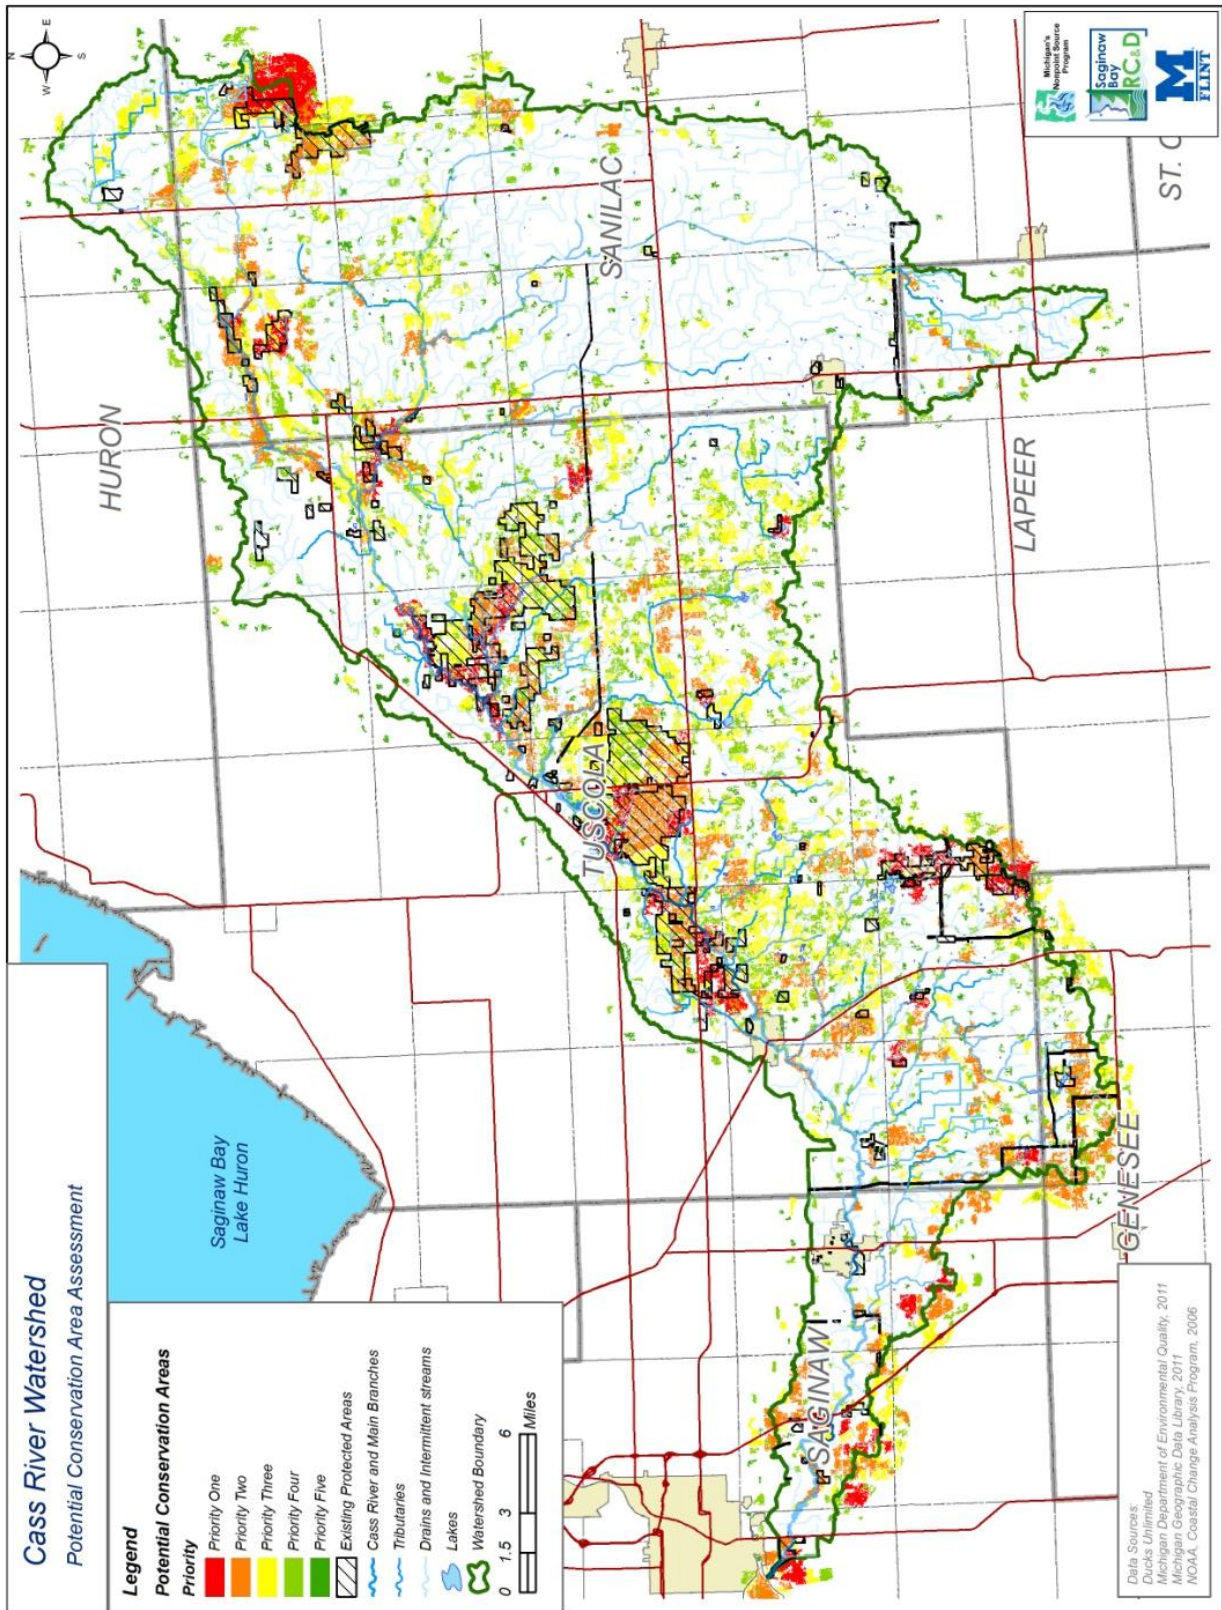 Cass River Watershed
Potential Conservation Area Assessment
Legend
Potential Conservation Areas
Priority
Priority One
Priority Two
Priority Three
Priority Four
Priority Five
Existing Protected Areas
Cass River and Main Branches
Tributaries
Drains and Intermittent streams
Lakes
Watershed Boundary
0 1.5 3 6
Miles
Saginaw Bay
Lake Huron
HURON
SANILAC
TUSCOLA
LAPEER
SAGINAW
GENESEE
ST. C
N
E
S
W
Michigan's
Nonpoint Source
Program
Saginaw
Bay
RC&D
M
FLINT
Data Sources:
Ducks Unlimited
Michigan Department of Environmental Quality, 2011
Michigan Geographic Data Library, 2011
NOAA, Coastal Change Analysis Program, 2006